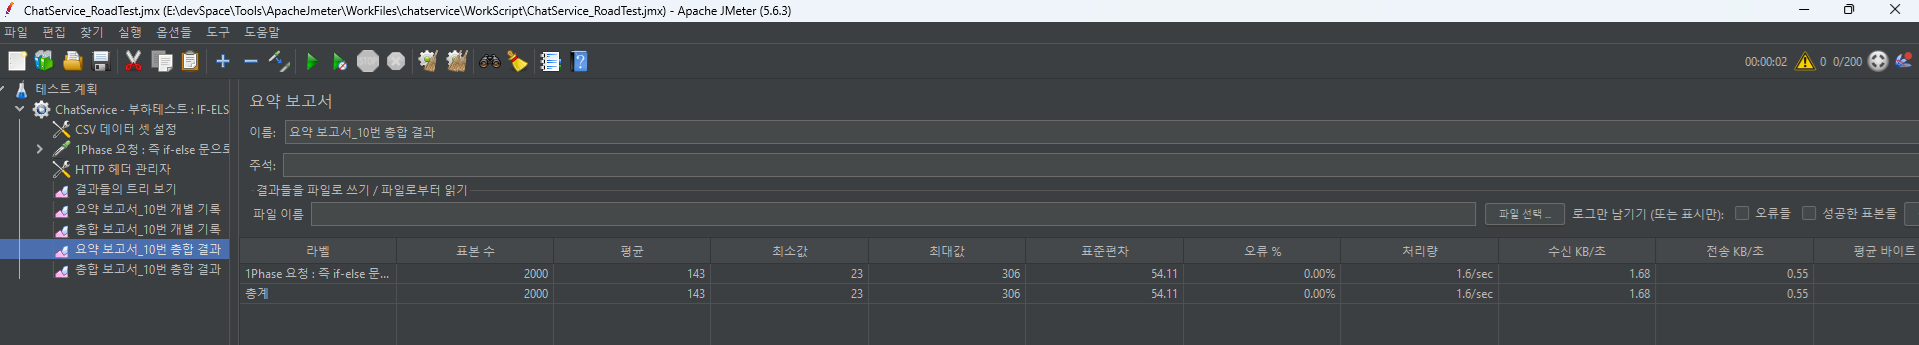 ChatService_RoadTest.jmx (E:\devSpace\Tools\ApacheJmeter\WorkFiles\chatservice\WorkScript\ChatService_RoadTest.jmx) - Apache JMeter (5.6.3)
파일 편집 찾기 실행 옵션들 도구 도움말
00:00:02 0 0/200
테스트 계획
ChatService - 부하테스트 : IF-ELS
CSV 데이터 셋 설정
1Phase 요청 : 즉 if-else 문으로
HTTP 헤더 관리자
결과들의 트리 보기
요약 보고서_10번 개별 기록
총합 보고서_10번 개별 기록
요약 보고서_10번 총합 결과
총합 보고서_10번 총합 결과
요약 보고서
이름: 요약 보고서_10번 총합 결과
주석:
결과들을 파일로 쓰기 / 파일로부터 읽기
파일 이름 파일 선택 ... 로그만 남기기 (또는 표시만): 오류들 성공한 표본들
라벨 표본 수 평균 최소값 최대값 표준편차 오류 % 처리량 수신 KB/초 전송 KB/초 평균 바이트
1Phase 요청 : 즉 if-else 문... 2000 143 23 306 54.11 0.00% 1.6/sec 1.68 0.55
총계 2000 143 23 306 54.11 0.00% 1.6/sec 1.68 0.55